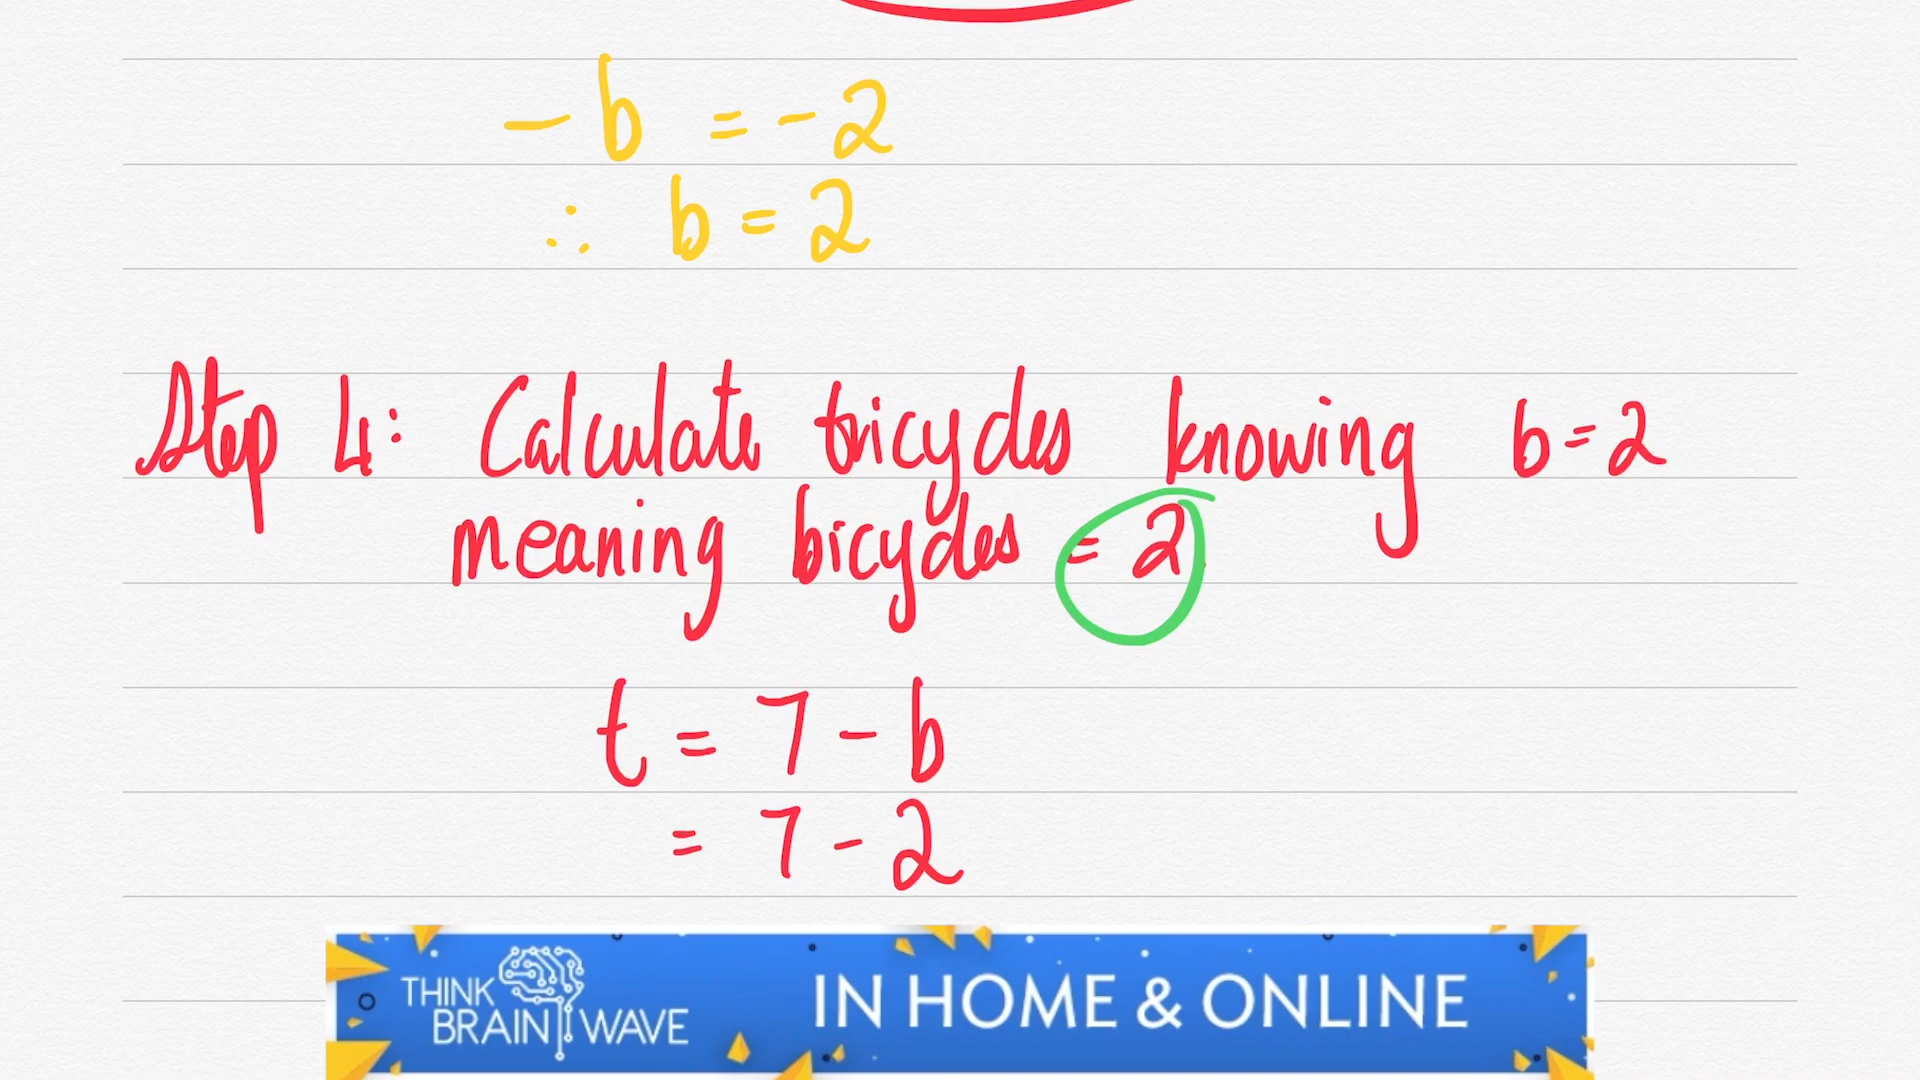 -b = -2
∴ b = 2
Step 4: Calculate tricycles knowing b=2
meaning bicycles = 2.
t = 7 - b
= 7 - 2
THINK
BRAIN WAVE
IN HOME & ONLINE